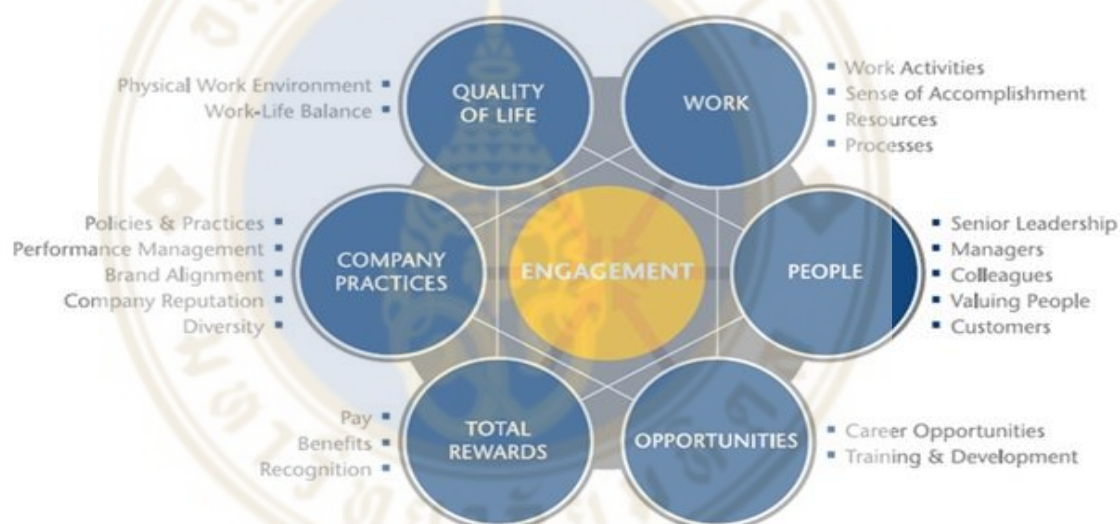 QUALITY
OF LIFE
Physical Work Environment
Work-Life Balance
WORK
Work Activities
Sense of Accomplishment
Resources
Processes
COMPANY
PRACTICES
Policies & Practices
Performance Management
Brand Alignment
Company Reputation
Diversity
ENGAGEMENT
PEOPLE
Senior Leadership
Managers
Colleagues
Valuing People
Customers
TOTAL
REWARDS
Pay
Benefits
Recognition
OPPORTUNITIES
Career Opportunities
Training & Development